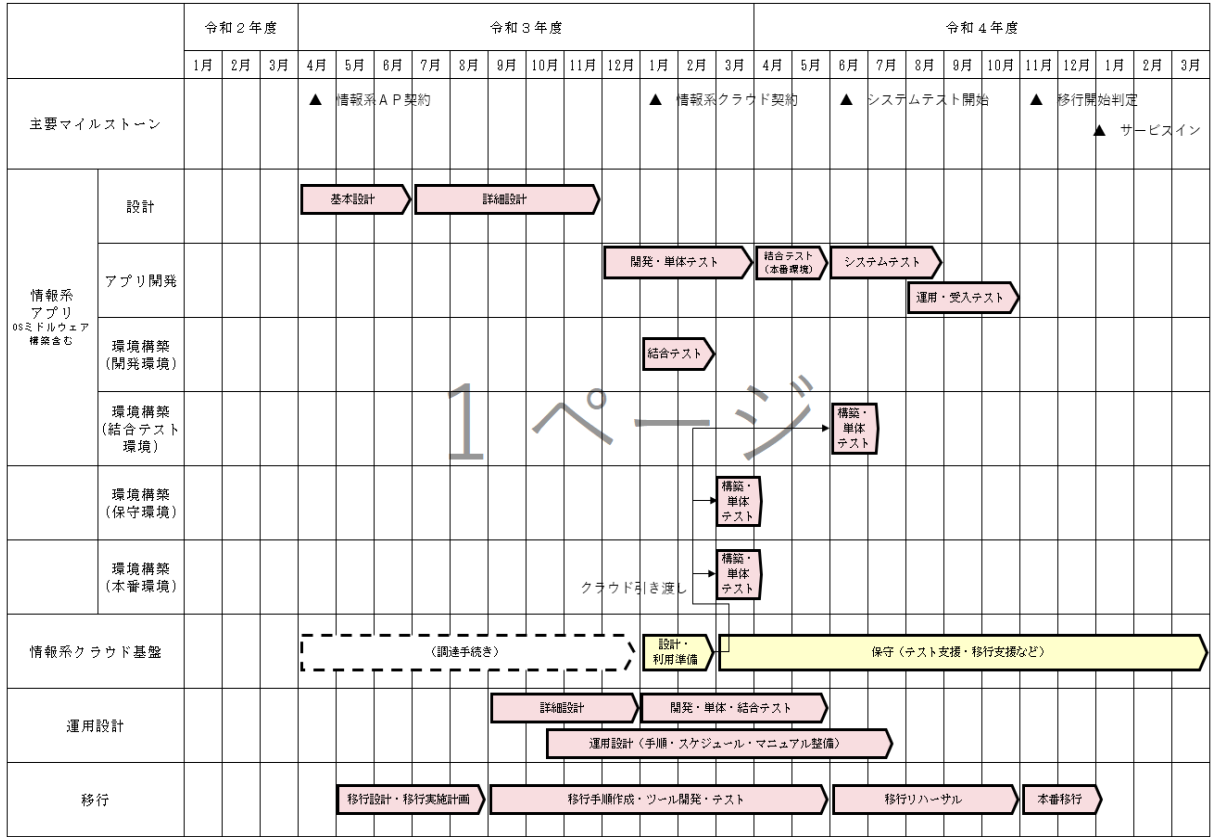 令和２年度
令和３年度
令和４年度
1月
2月
3月
4月
5月
6月
7月
8月
9月
10月
11月
12月
1月
2月
3月
4月
5月
6月
7月
8月
9月
10月
11月
12月
1月
2月
3月
主要マイルストーン
▲ 情報系ＡＰ契約
▲ 情報系クラウド契約
▲ システムテスト開始
▲ 移行開始判定
▲ サービスイン
情報系
アプリ
OSミドルウェア
構築含む
設計
基本設計
詳細設計
アプリ開発
開発・単体テスト
結合テスト
(本番環境)
システムテスト
運用・受入テスト
環境構築
(開発環境)
結合テスト
環境構築
(結合テスト
環境)
構築・
単体
テスト
環境構築
(保守環境)
構築・
単体
テスト
環境構築
(本番環境)
構築・
単体
テスト
クラウド引き渡し
情報系クラウド基盤
(調達手続き)
設計・
利用準備
保守（テスト支援・移行支援など）
運用設計
詳細設計
開発・単体・結合テスト
運用設計（手順・スケジュール・マニュアル整備）
移行
移行設計・移行実施計画
移行手順作成・ツール開発・テスト
移行リハーサル
本番移行
1 ページ